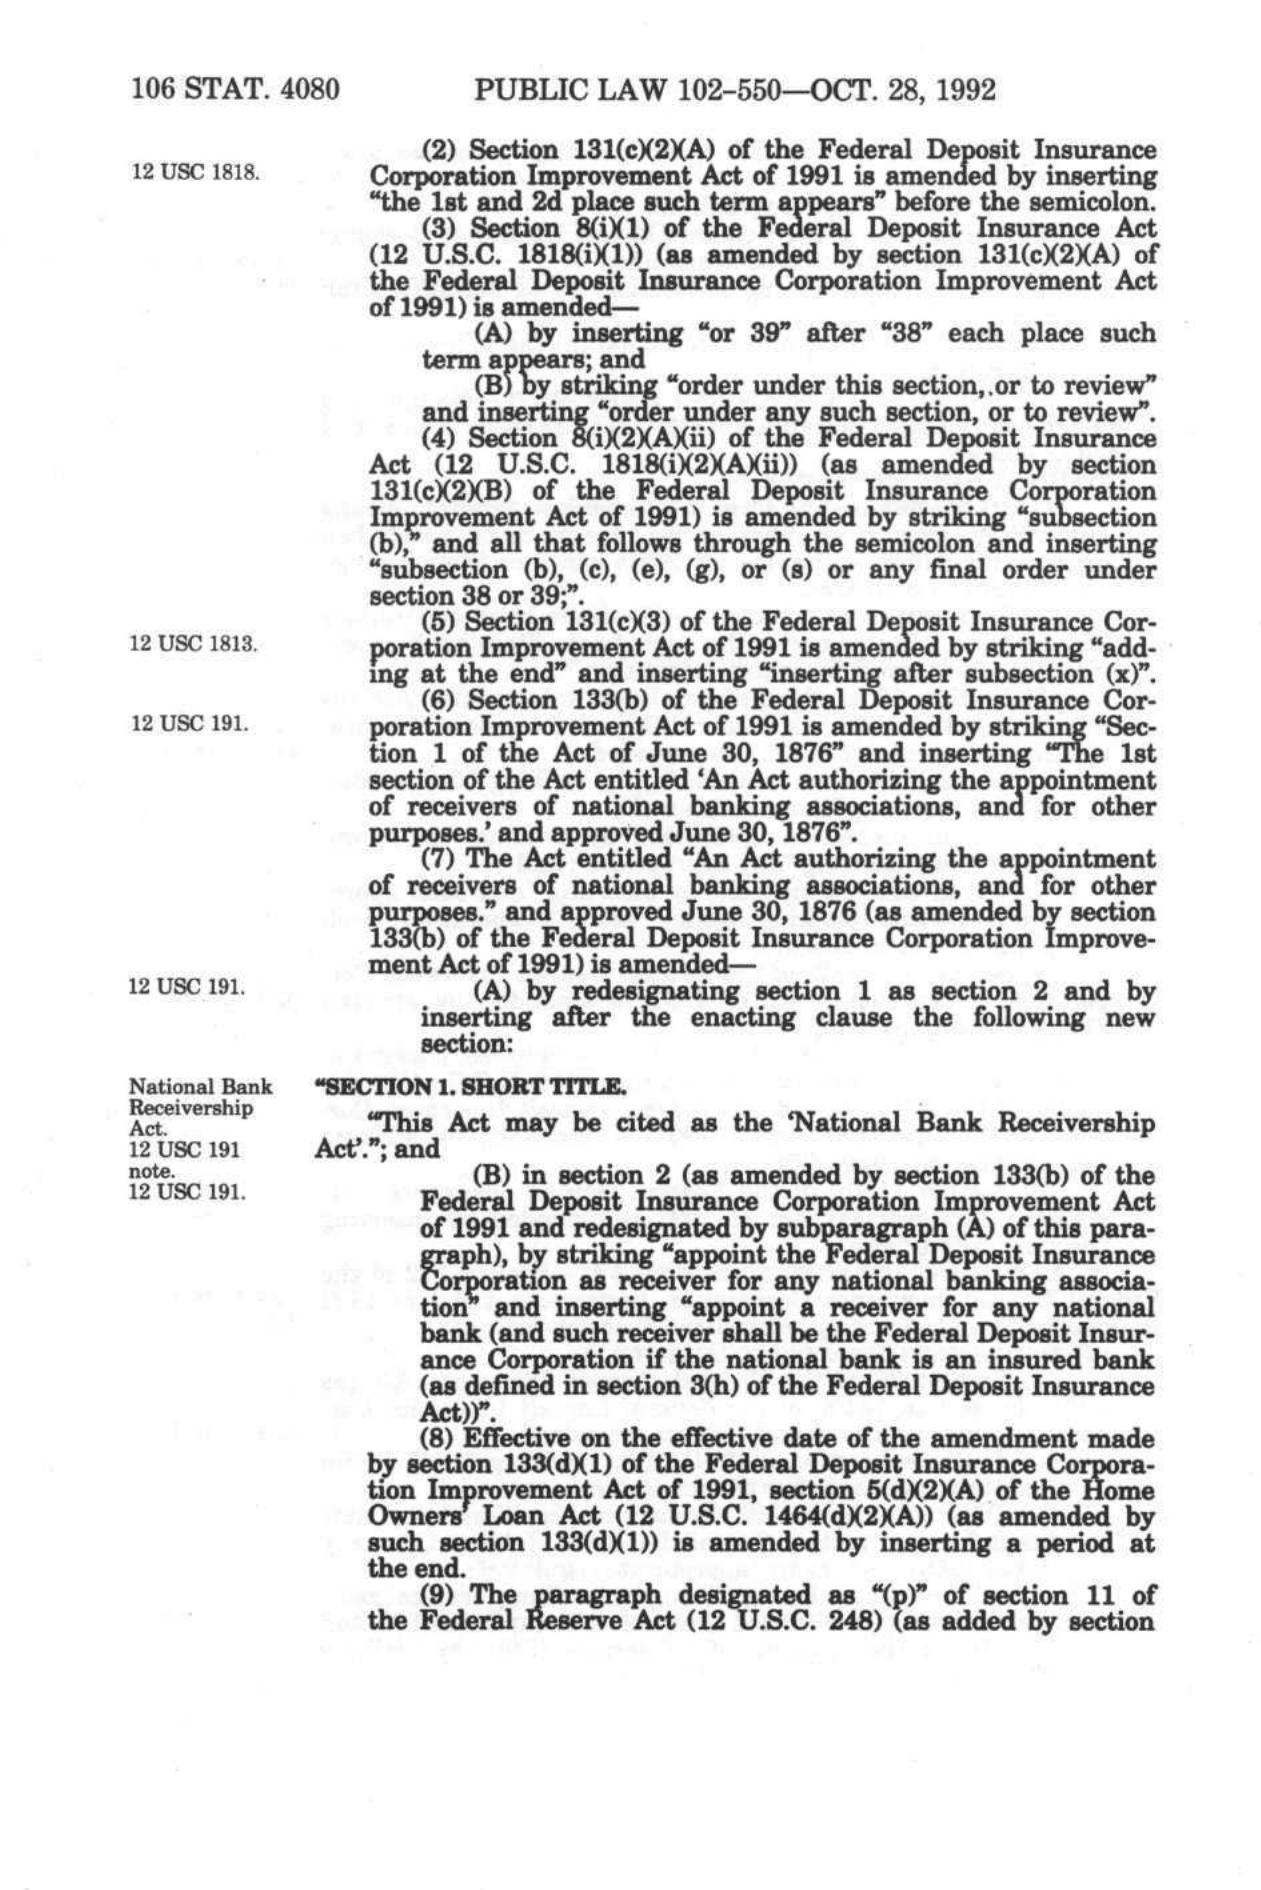 106 STAT. 4080 PUBLIC LAW 102-550—OCT. 28, 1992
(2) Section 131(c)(2)(A) of the Federal Deposit Insurance
12 USC 1818.
Corporation Improvement Act of 1991 is amended by inserting
"the 1st and 2d place such term appears" before the semicolon.
(3) Section 8(i)(1) of the Federal Deposit Insurance Act
(12 U.S.C. 1818(i)(1)) (as amended by section 131(c)(2)(A) of
the Federal Deposit Insurance Corporation Improvement Act
of 1991) is amended—
(A) by inserting "or 39" after "38" each place such
term appears; and
(B) by striking "order under this section, or to review"
and inserting "order under any such section, or to review".
(4) Section 8(i)(2)(A)(ii) of the Federal Deposit Insurance
Act (12 U.S.C. 1818(i)(2)(A)(ii)) (as amended by section
131(c)(2)(B) of the Federal Deposit Insurance Corporation
Improvement Act of 1991) is amended by striking "subsection
(b)," and all that follows through the semicolon and inserting
"subsection (b), (c), (e), (g), or (s) or any final order under
section 38 or 39;".
(5) Section 131(c)(3) of the Federal Deposit Insurance Cor-
12 USC 1813.
poration Improvement Act of 1991 is amended by striking "add-
ing at the end" and inserting "inserting after subsection (x)".
(6) Section 133(b) of the Federal Deposit Insurance Cor-
12 USC 191.
poration Improvement Act of 1991 is amended by striking "Sec-
tion 1 of the Act of June 30, 1876" and inserting "The 1st
section of the Act entitled 'An Act authorizing the appointment
of receivers of national banking associations, and for other
purposes.' and approved June 30, 1876".
(7) The Act entitled "An Act authorizing the appointment
of receivers of national banking associations, and for other
purposes." and approved June 30, 1876 (as amended by section
133(b) of the Federal Deposit Insurance Corporation Improve-
ment Act of 1991) is amended—
12 USC 191.
(A) by redesignating section 1 as section 2 and by
inserting after the enacting clause the following new
section:
National Bank
Receivership
Act.
12 USC 191
note.
12 USC 191.
"SECTION 1. SHORT TITLE.
"This Act may be cited as the 'National Bank Receivership
Act'."; and
(B) in section 2 (as amended by section 133(b) of the
Federal Deposit Insurance Corporation Improvement Act
of 1991 and redesignated by subparagraph (A) of this para-
graph), by striking "appoint the Federal Deposit Insurance
Corporation as receiver for any national banking associa-
tion" and inserting "appoint a receiver for any national
bank (and such receiver shall be the Federal Deposit Insur-
ance Corporation if the national bank is an insured bank
(as defined in section 3(h) of the Federal Deposit Insurance
Act))".
(8) Effective on the effective date of the amendment made
by section 133(d)(1) of the Federal Deposit Insurance Corpora-
tion Improvement Act of 1991, section 5(d)(2)(A) of the Home
Owners' Loan Act (12 U.S.C. 1464(d)(2)(A)) (as amended by
such section 133(d)(1)) is amended by inserting a period at
the end.
(9) The paragraph designated as "(p)" of section 11 of
the Federal Reserve Act (12 U.S.C. 248) (as added by section